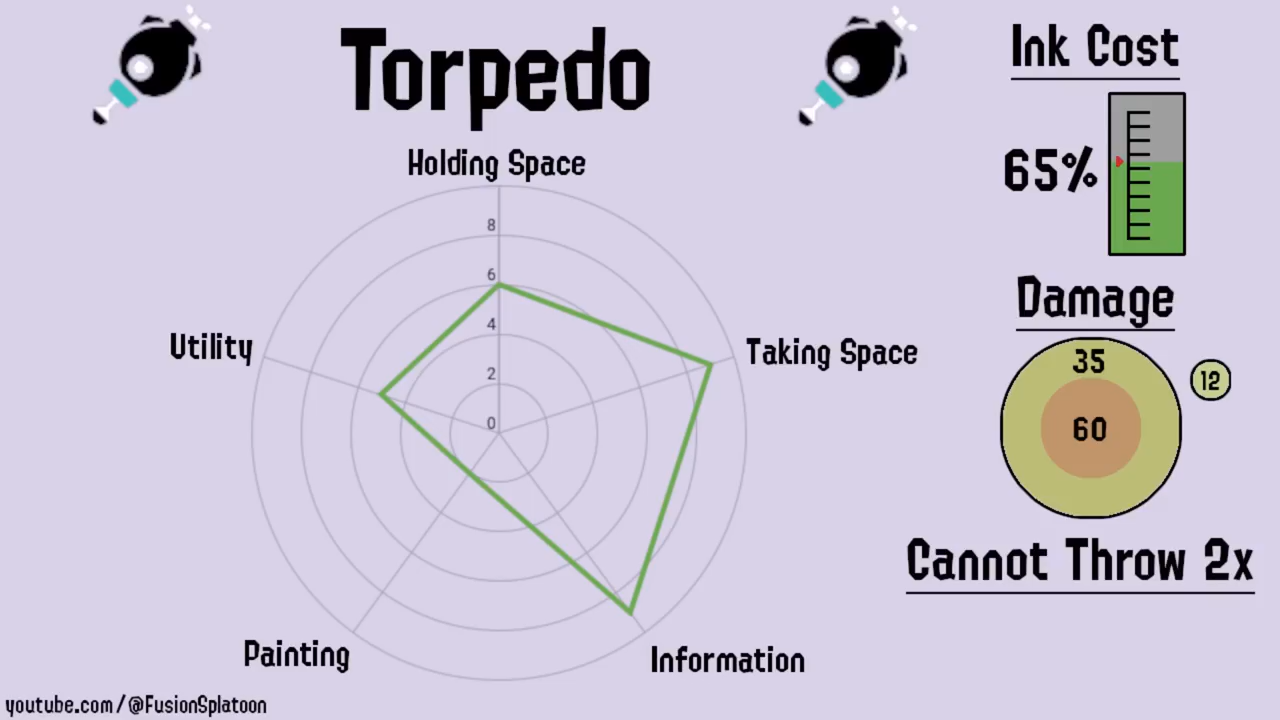 Torpedo
Ink Cost
65%
Holding Space
8
6
4
2
0
Utility
Taking Space
Painting
Information
Damage
35
60
12
Cannot Throw 2x
youtube.com/@FusionSplatoon